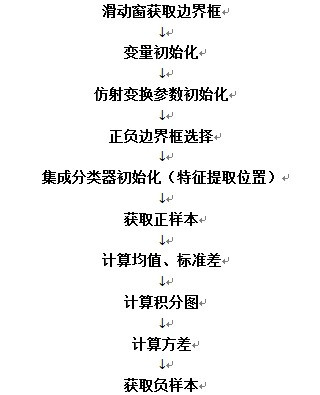 滑动窗获取边界框↵
↓↵
变量初始化↵
↓↵
仿射变换参数初始化↵
↓↵
正负边界框选择↵
↓↵
集成分类器初始化（特征提取位置）↵
↓↵
获取正样本↵
↓↵
计算均值、标准差↵
↓↵
计算积分图↵
↓↵
计算方差↵
↓↵
获取负样本↵